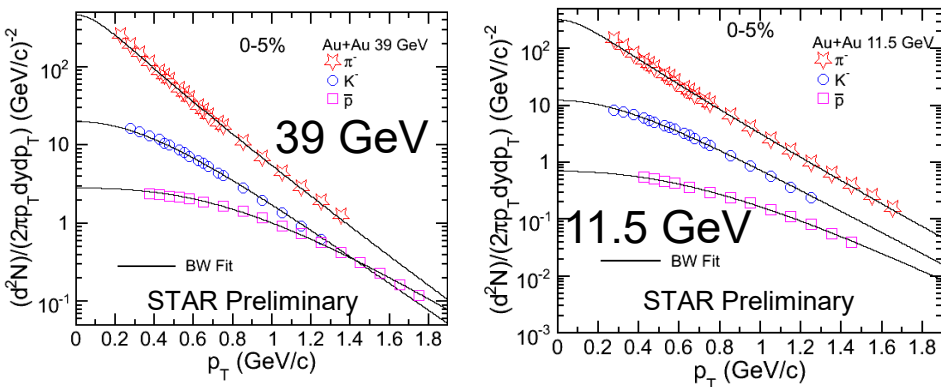 0-5%
Au+Au 39 GeV
π⁻
K⁻
p̅
39 GeV
BW Fit
STAR Preliminary
(d²N)/(2πp_T dydp_T) (GeV/c)⁻²
10²
10
1
10⁻¹
0 0.2 0.4 0.6 0.8 1 1.2 1.4 1.6 1.8
p_T (GeV/c)
0-5%
Au+Au 11.5 GeV
π⁻
K⁻
p̅
11.5 GeV
BW Fit
STAR Preliminary
(d²N)/(2πp_T dydp_T) (GeV/c)⁻²
10²
10
1
10⁻¹
10⁻²
10⁻³
0 0.2 0.4 0.6 0.8 1 1.2 1.4 1.6 1.8
p_T (GeV/c)